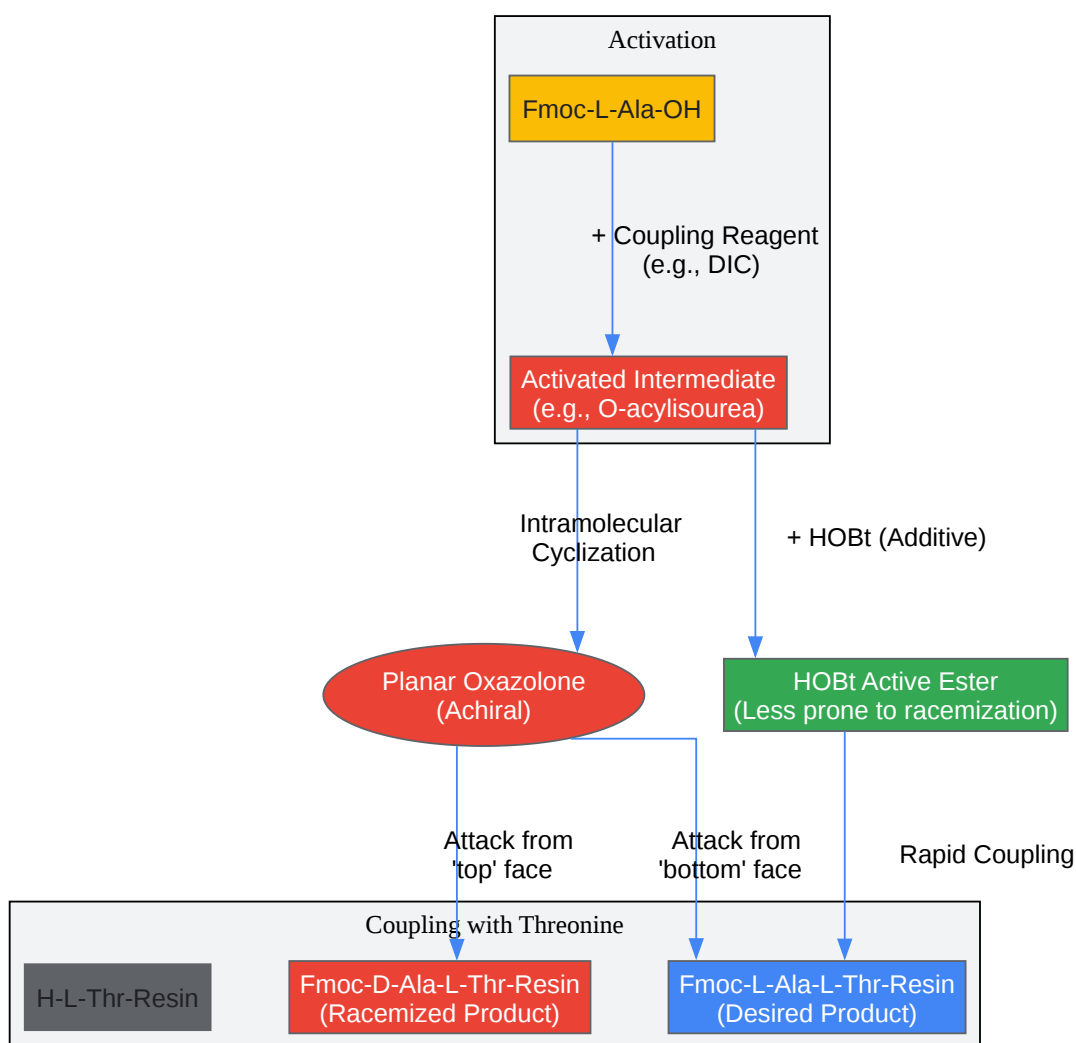 Activation
Fmoc-L-Ala-OH
+ Coupling Reagent
(e.g., DIC)
Activated Intermediate
(e.g., O-acylisourea)
Intramolecular
Cyclization
+ HOBt (Additive)
Planar Oxazolone
(Achiral)
HOBt Active Ester
(Less prone to racemization)
Attack from
'top' face
Attack from
'bottom' face
Rapid Coupling
Coupling with Threonine
H-L-Thr-Resin
Fmoc-D-Ala-L-Thr-Resin
(Racemized Product)
Fmoc-L-Ala-L-Thr-Resin
(Desired Product)